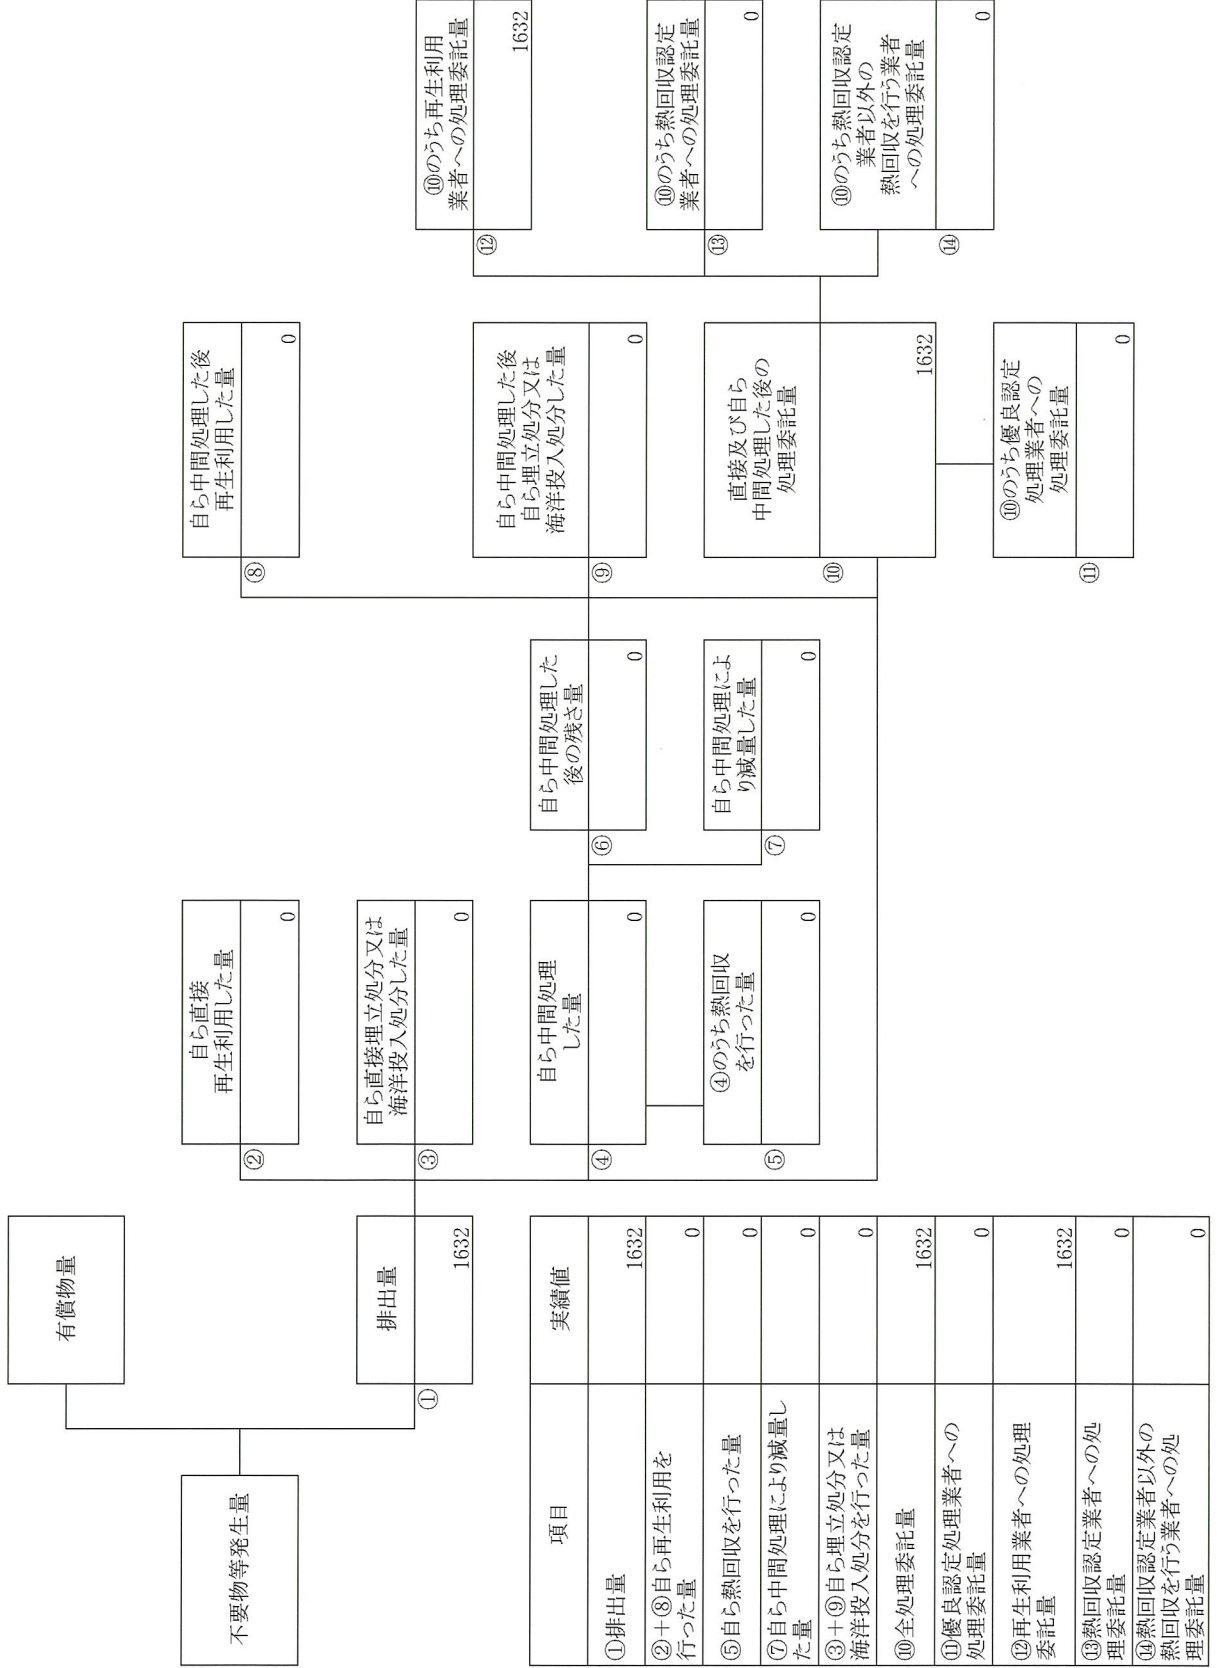 不要物等発生量
有償物量
排出量
①
1632
自ら直接
再生利用した量
②
0
自ら直接埋立処分又は
海洋投入処分した量
③
0
自ら中間処理
した量
④
0
④のうち熱回収
を行った量
⑤
0
自ら中間処理した
後の残さ量
⑥
0
自ら中間処理によ
り減量した量
⑦
0
自ら中間処理した後
再生利用した量
⑧
0
自ら中間処理した後
自ら埋立処分又は
海洋投入処分した量
⑨
0
直接及び自ら
中間処理した後の
処理委託量
⑩
1632
⑩のうち優良認定
処理業者への
処理委託量
⑪
0
⑩のうち再生利用
業者への処理委託量
⑫
1632
⑩のうち熱回収認定
業者への処理委託量
⑬
0
⑩のうち熱回収認定
業者以外の
熱回収を行う業者
への処理委託量
⑭
0
項目 実績値
①排出量 1632
②+⑧自ら再生利用を
行った量 0
⑤自ら熱回収を行った量 0
⑦自ら中間処理により減量し
た量 0
③+⑨自ら埋立処分又は
海洋投入処分を行った量 0
⑩全処理委託量 1632
⑪優良認定処理業者への
処理委託量 0
⑫再生利用業者への処理
委託量 1632
⑬熱回収認定業者への処
理委託量 0
⑭熱回収認定業者以外の
熱回収を行う業者への処
理委託量 0